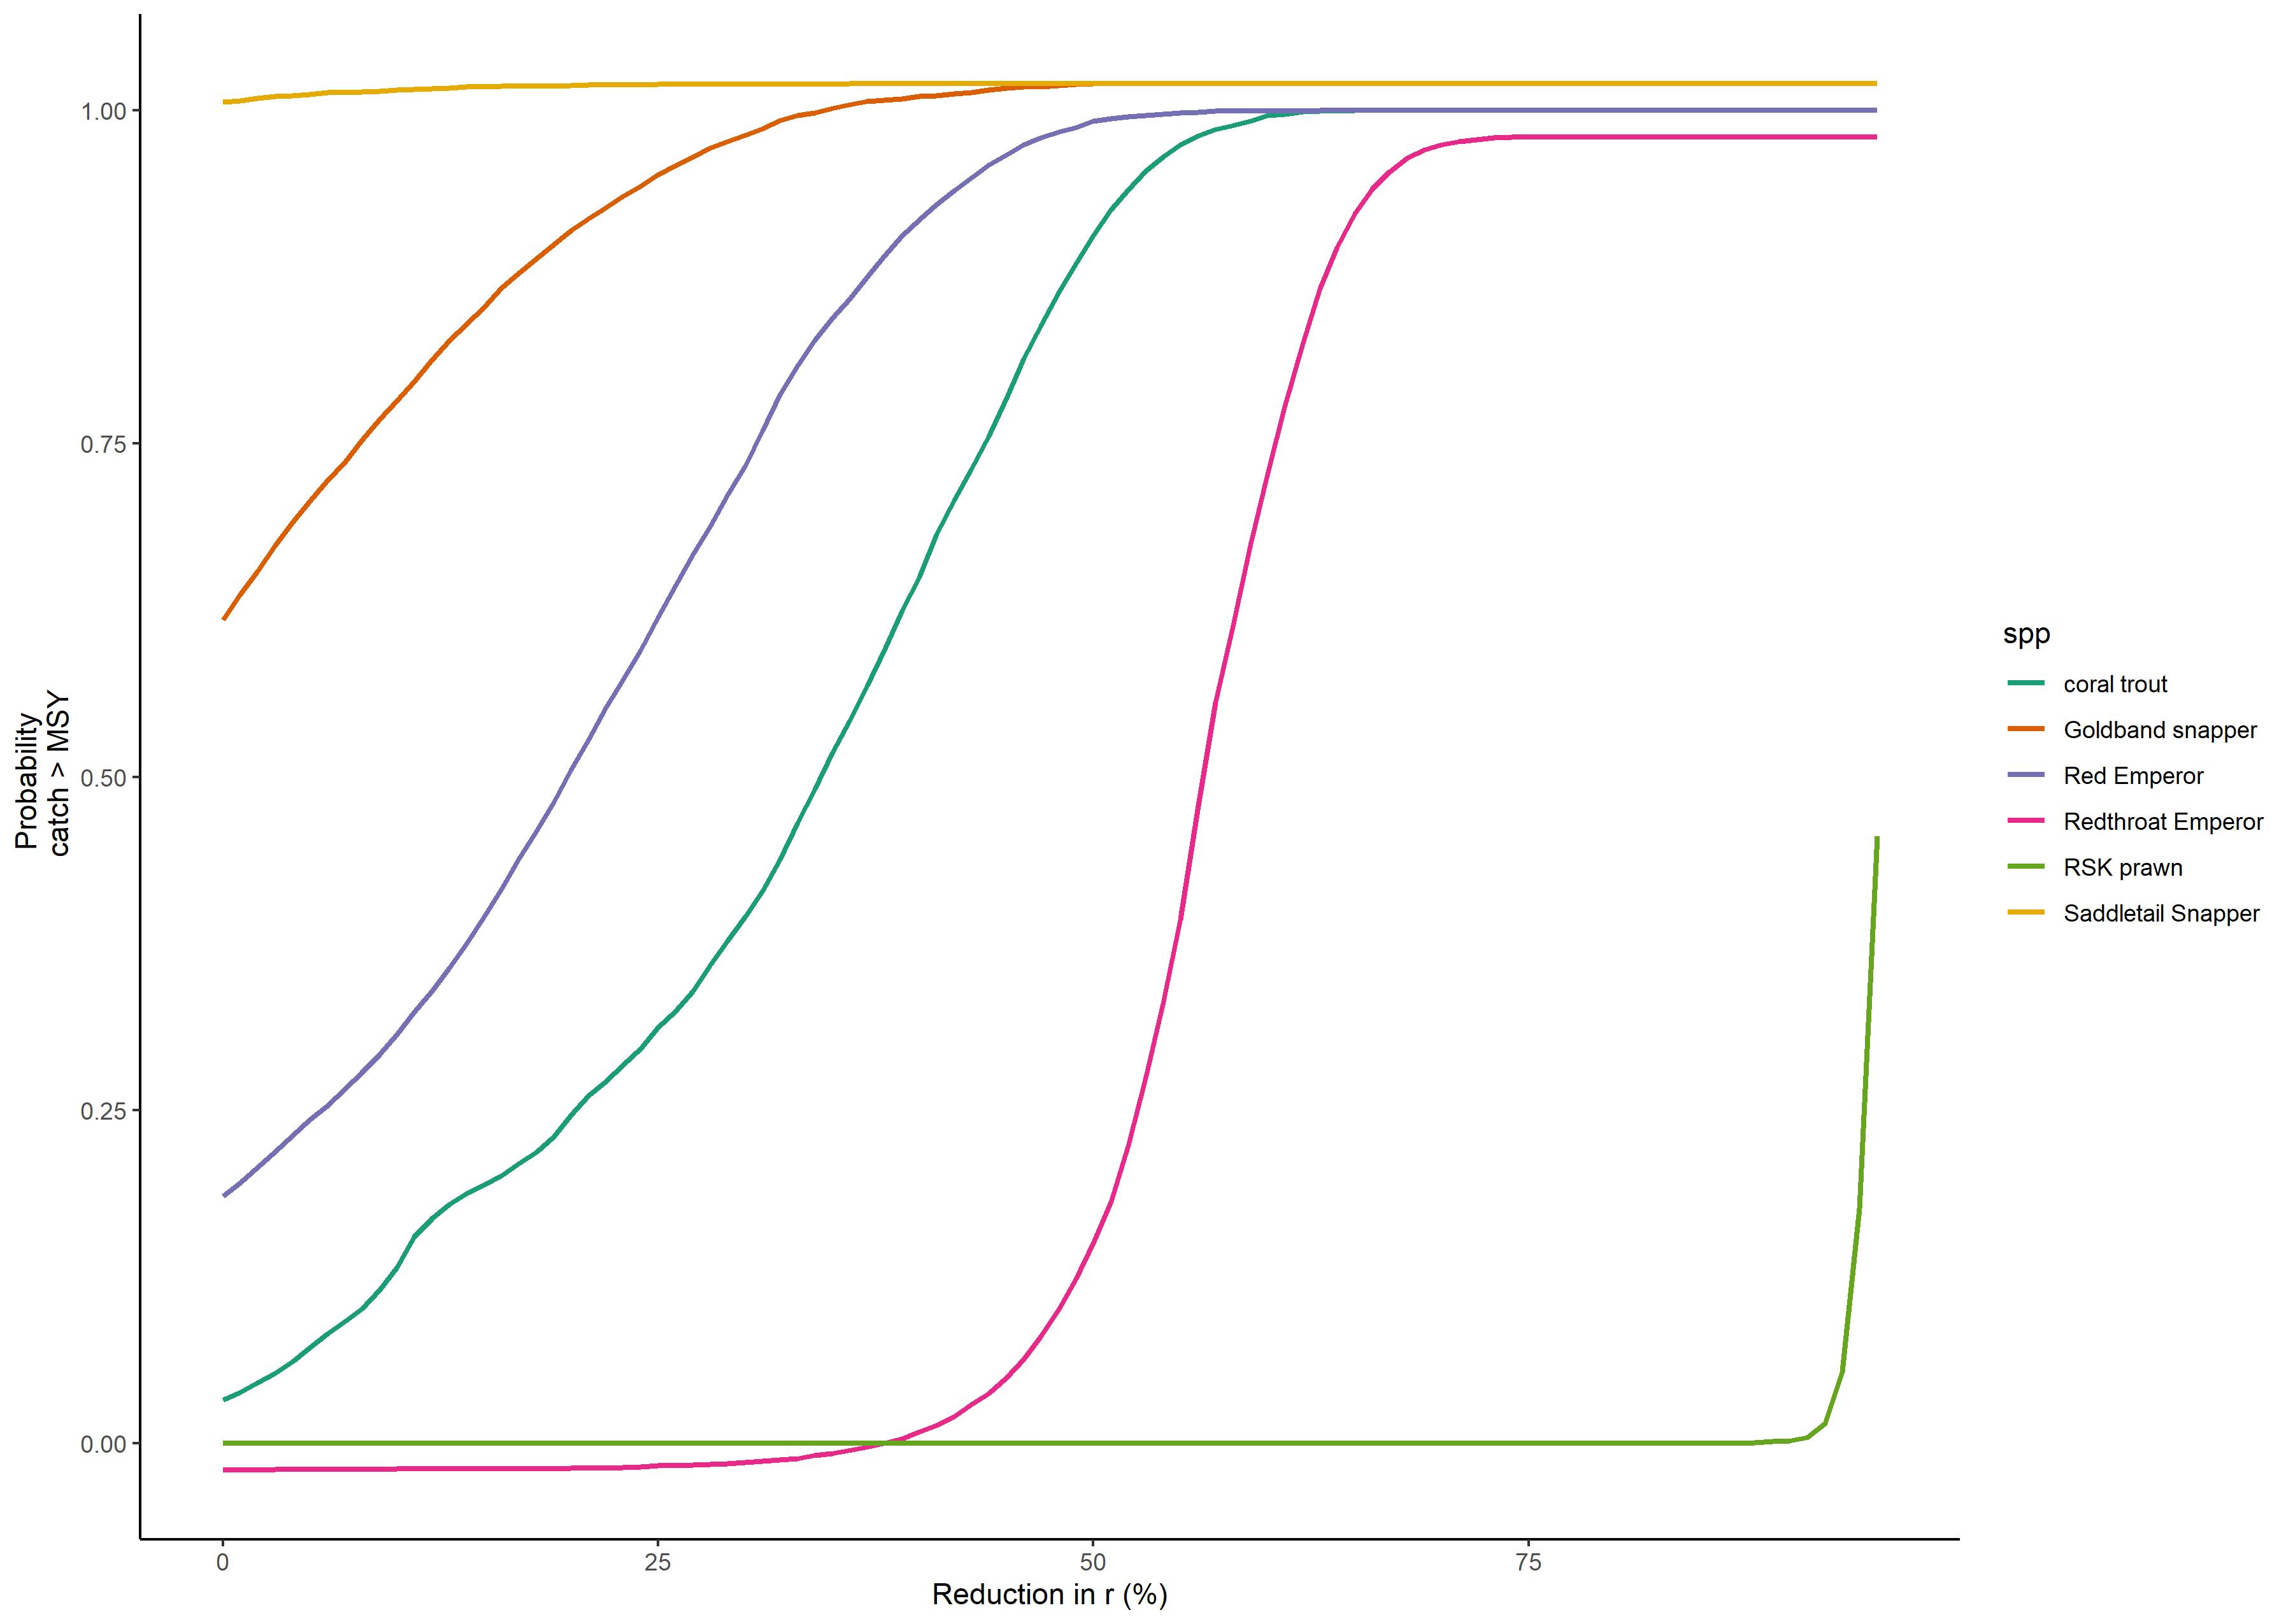 1.00
0.75
0.50
0.25
0.00
Probability
catch > MSY
0
25
50
75
Reduction in r (%)
spp
coral trout
Goldband snapper
Red Emperor
Redthroat Emperor
RSK prawn
Saddletail Snapper